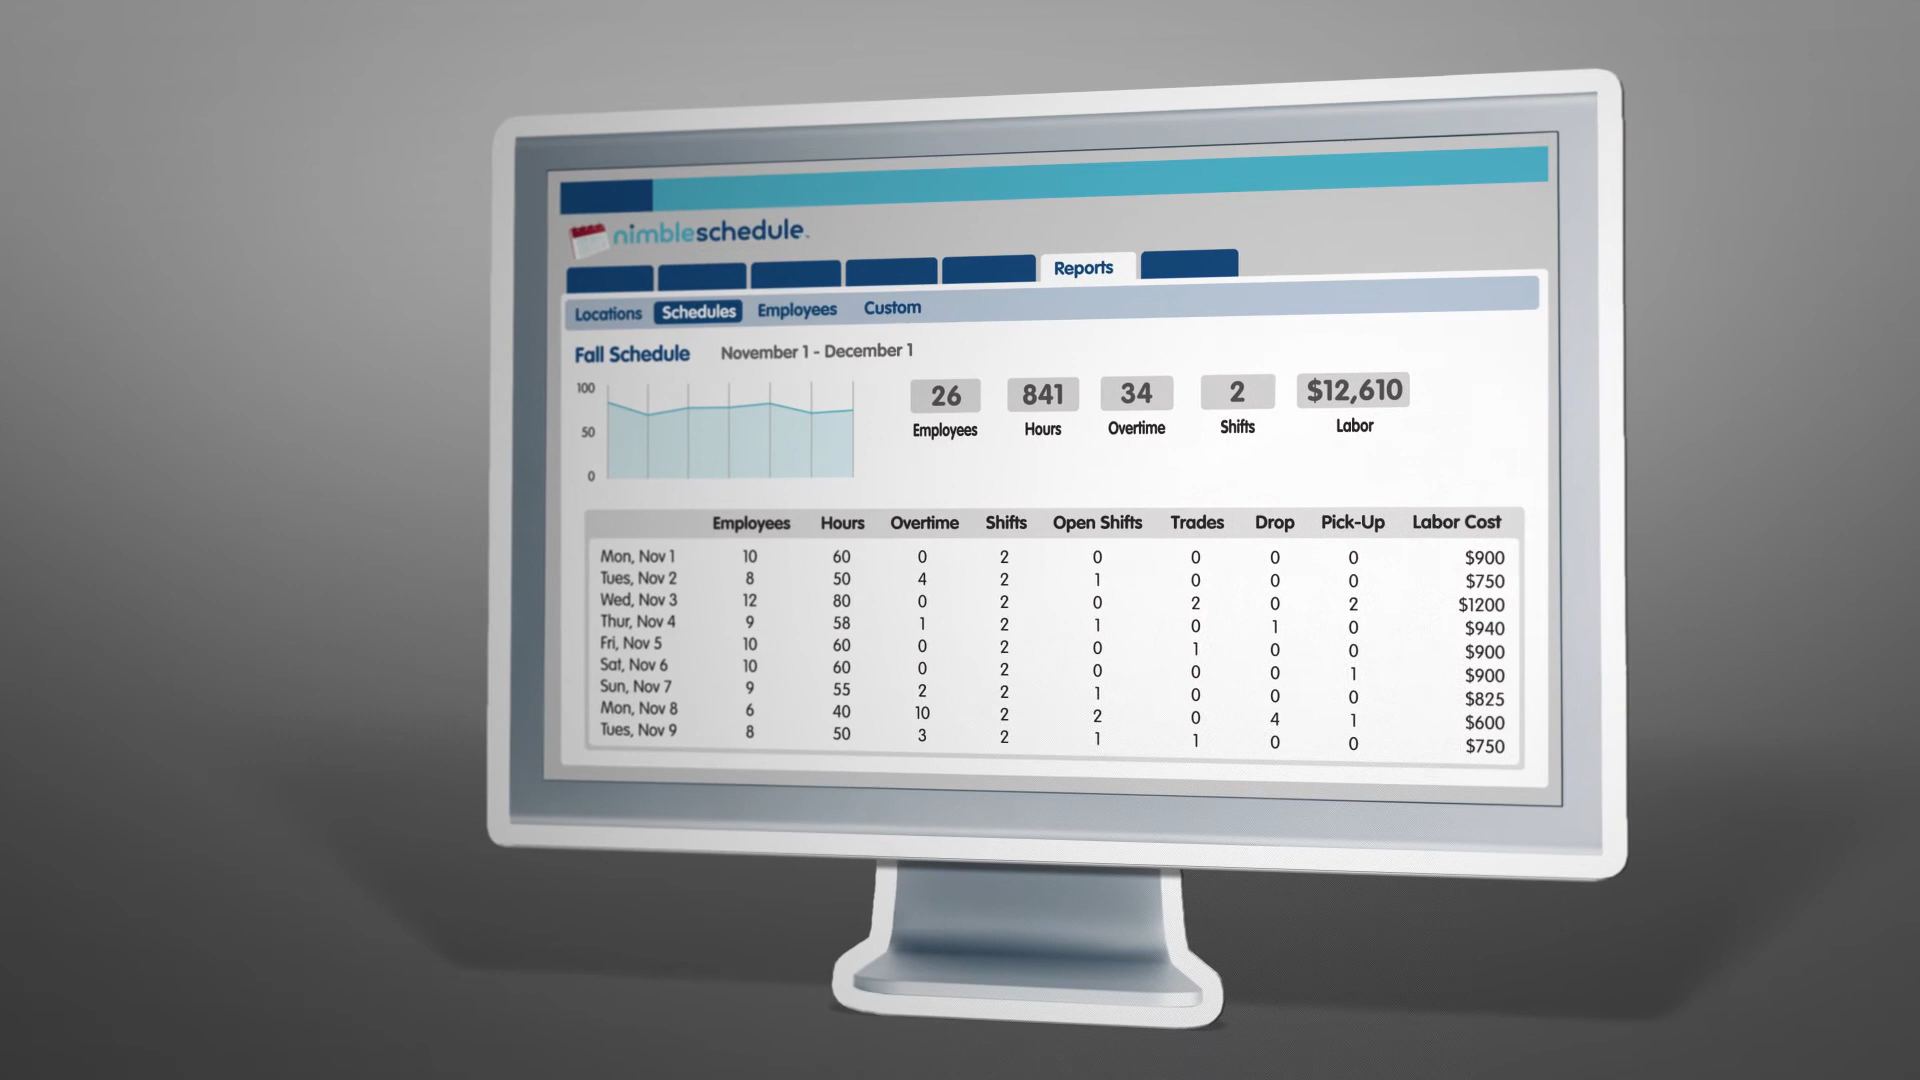 nimbleschedule™
Reports
Locations Schedules Employees Custom
Fall Schedule November 1 - December 1
100
50
0
26 841 34 2 $12,610
Employees Hours Overtime Shifts Labor
Employees Hours Overtime Shifts Open Shifts Trades Drop Pick-Up Labor Cost
Mon, Nov 1 10 60 0 2 0 0 0 0 $900
Tues, Nov 2 8 50 4 2 1 0 0 0 $750
Wed, Nov 3 12 80 0 2 0 2 0 2 $1200
Thur, Nov 4 9 58 1 2 1 0 1 0 $940
Fri, Nov 5 10 60 0 2 0 1 0 0 $900
Sat, Nov 6 10 60 0 2 0 0 0 1 $900
Sun, Nov 7 9 55 2 2 1 0 0 0 $825
Mon, Nov 8 6 40 10 2 2 0 4 1 $600
Tues, Nov 9 8 50 3 2 1 1 0 0 $750